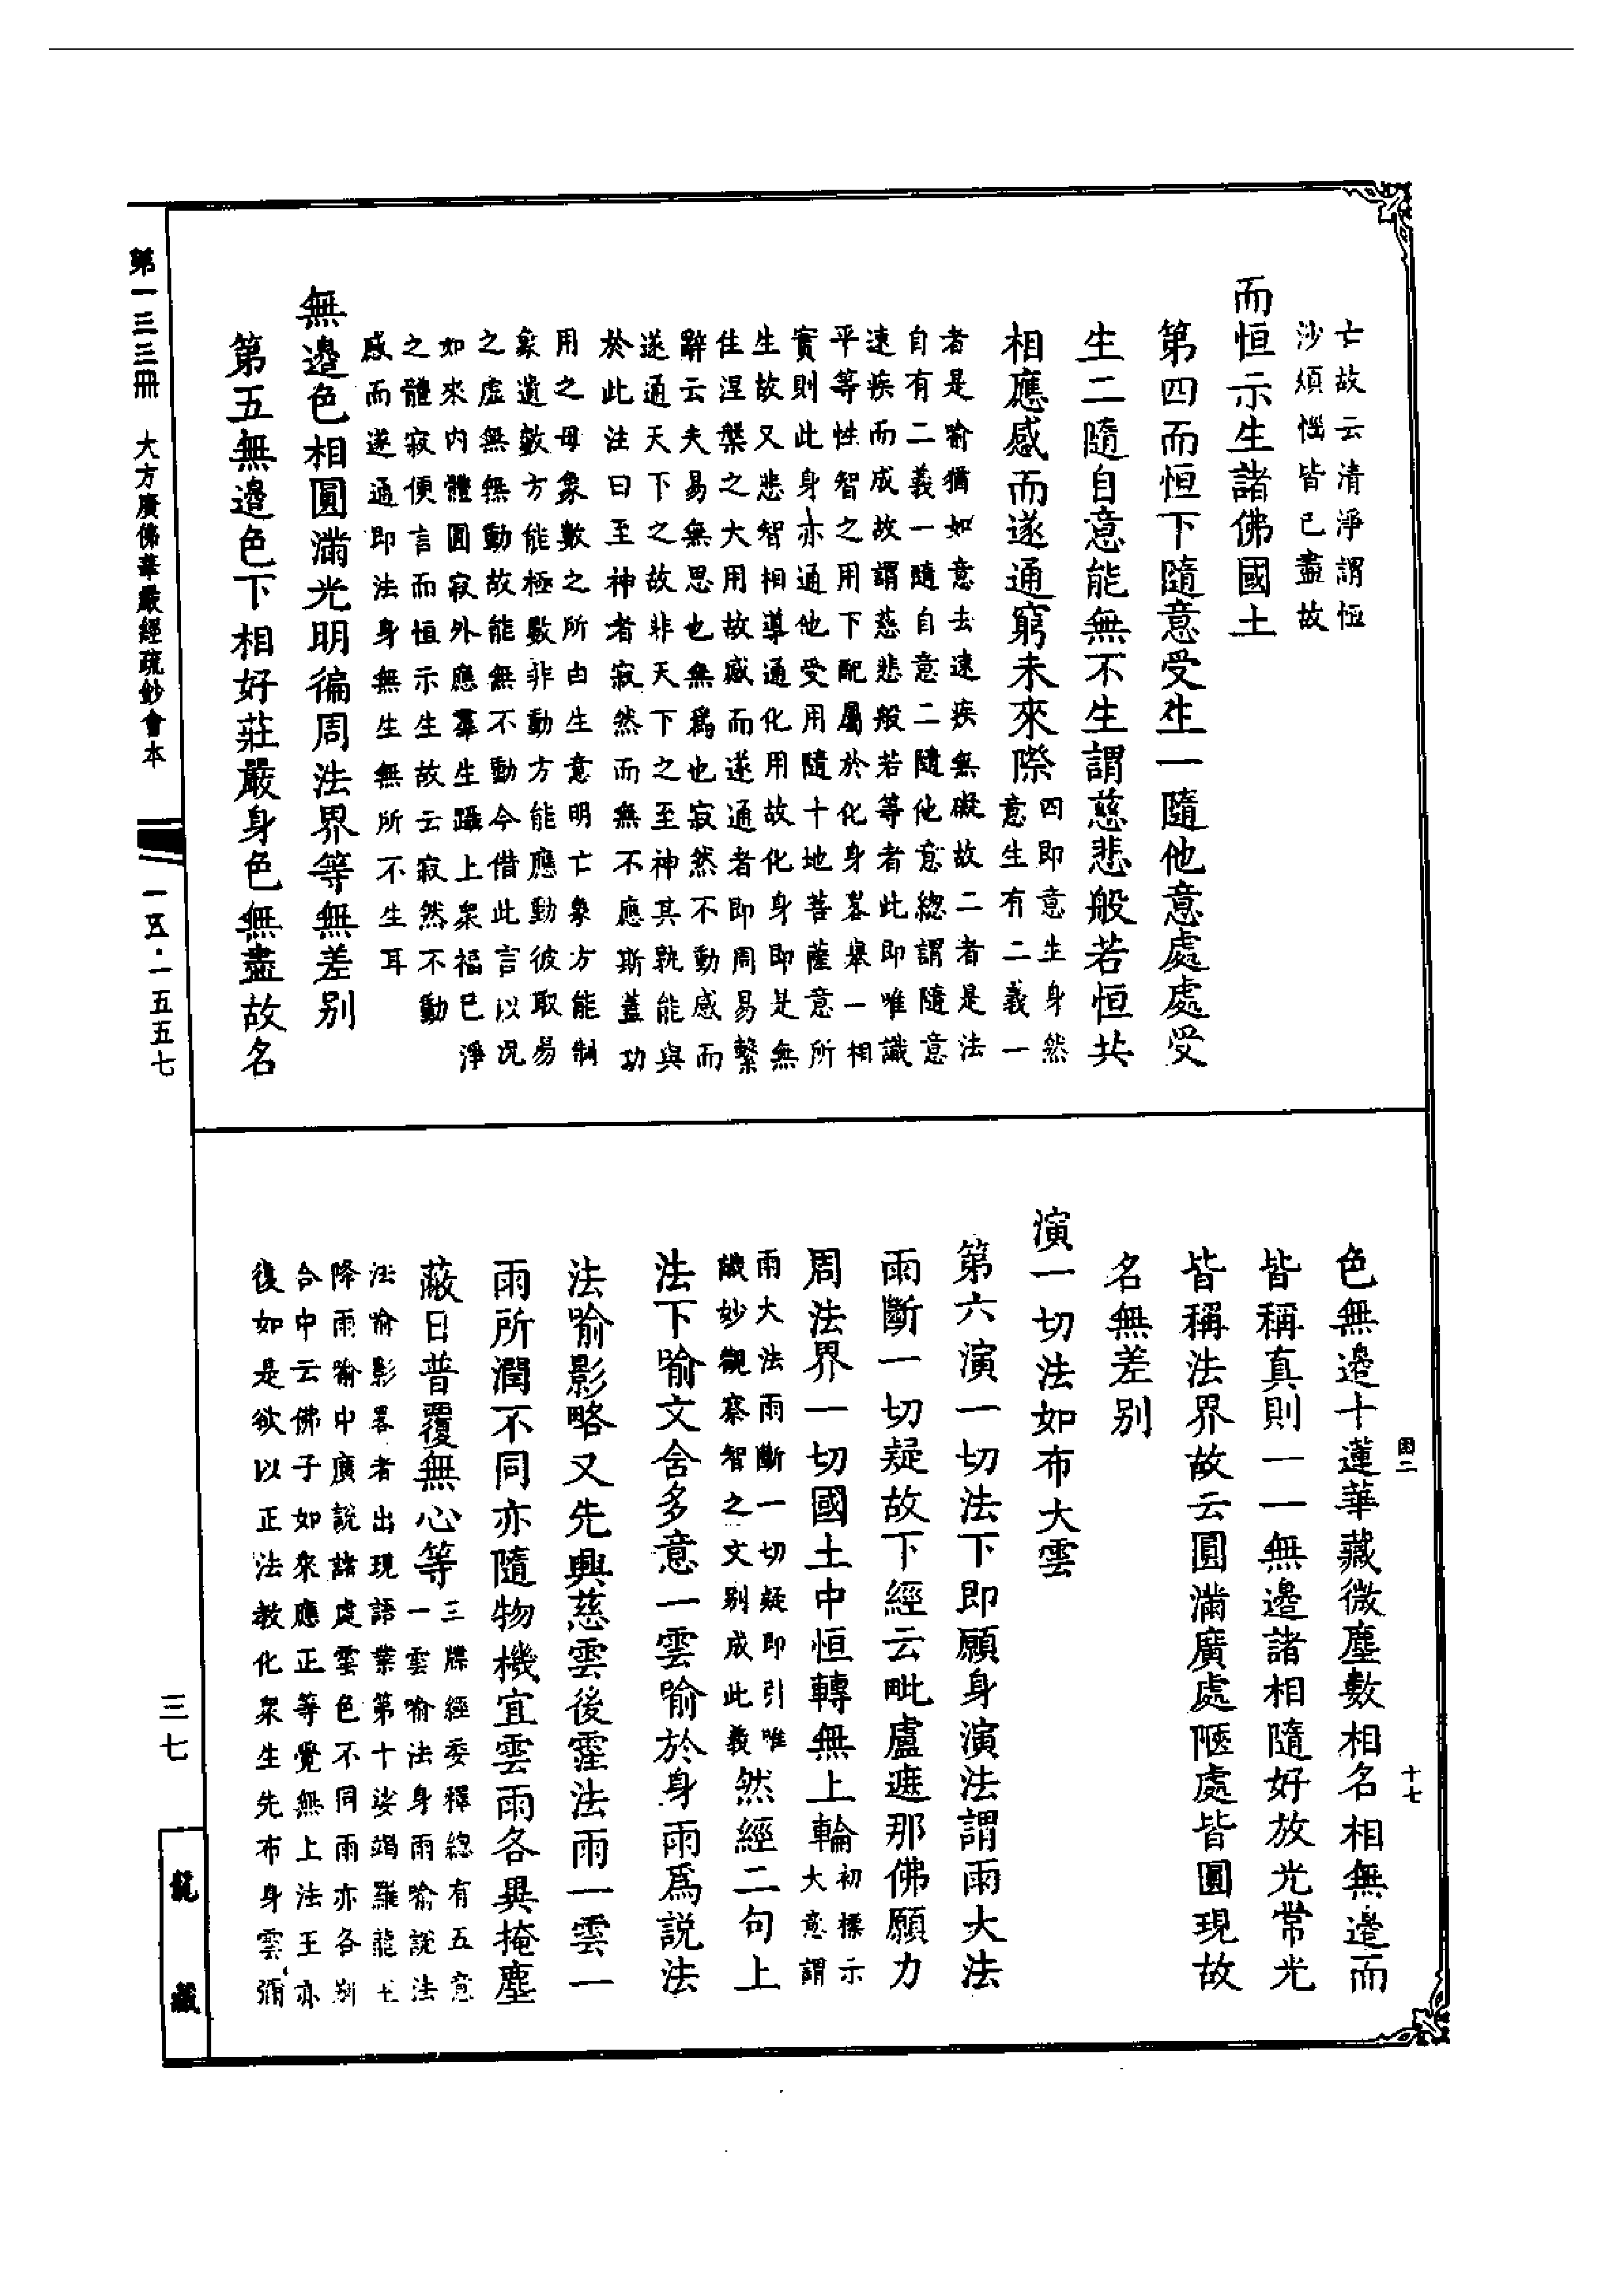 亡故云清淨謂恒
沙煩惱皆已盡故
而恒示生諸佛國土
第四而恒下隨意受生一隨他意處處受
生二隨自意能無不生謂慈悲般若恒共
相應感而遂通窮未來際
四即意生身然
意生有二義一
者是喻猶如意去速疾無礙故二者是法
自有二義一隨自意二隨他意總謂隨意
速疾而成故謂慈悲般若等者此即唯識
平等性智之用下配屬於化身畧舉一相
實則此身亦通他受用隨十地菩薩意所
生故又悲智相導通化用故化身即是無
住涅槃之大用故感而遂通者即周易繫
辭云夫易無思也無爲也寂然不動感而
遂通天下之故非天下之至神其孰能與
於此注曰至神者寂然而無不應斯蓋功
用之母象數之所由生意明亡象方能制
象遺數方能極數非動方能應動彼取易
之虛無無動故能無不動今借此言以況
如來內體圓寂外應羣生躡上衆福已淨
之體寂便言而恒示生故云寂然不動
感而遂通即法身無生無所不生耳
無邊色相圓滿光明徧周法界等無差別
第五無邊色下相好莊嚴身色無盡故名
色無邊十蓮華藏微塵數相名相無邊而
皆稱真則一一無邊諸相隨好放光常光
皆稱法界故云圓滿廣處陿處皆圓現故
名無差別
演一切法如布大雲
第六演一切法下即願身演法謂雨大法
雨斷一切疑故下經云毗盧遮那佛願力
周法界一切國土中恒轉無上輪
初標示
大意謂
雨大法雨斷一切疑即引唯
識妙觀察智之文別成此義
然經二句上
法下喻文含多意一雲喻於身雨爲說法
法喻影略又先興慈雲後霔法雨一雲一
雨所潤不同亦隨物機宜雲雨各異掩塵
蔽日普覆無心等
三牒經委釋總有五意
一雲喻法身雨喻說法
法喻影畧者出現語業第十娑竭羅龍王
降雨喻中廣說諸處雲色不同雨亦各別
合中云佛子如來應正等覺無上法王亦
復如是欲以正法教化衆生先布身雲彌
十七
第一三三冊　大方廣佛華嚴經疏鈔會本
一五·一五五七
三七
龍藏